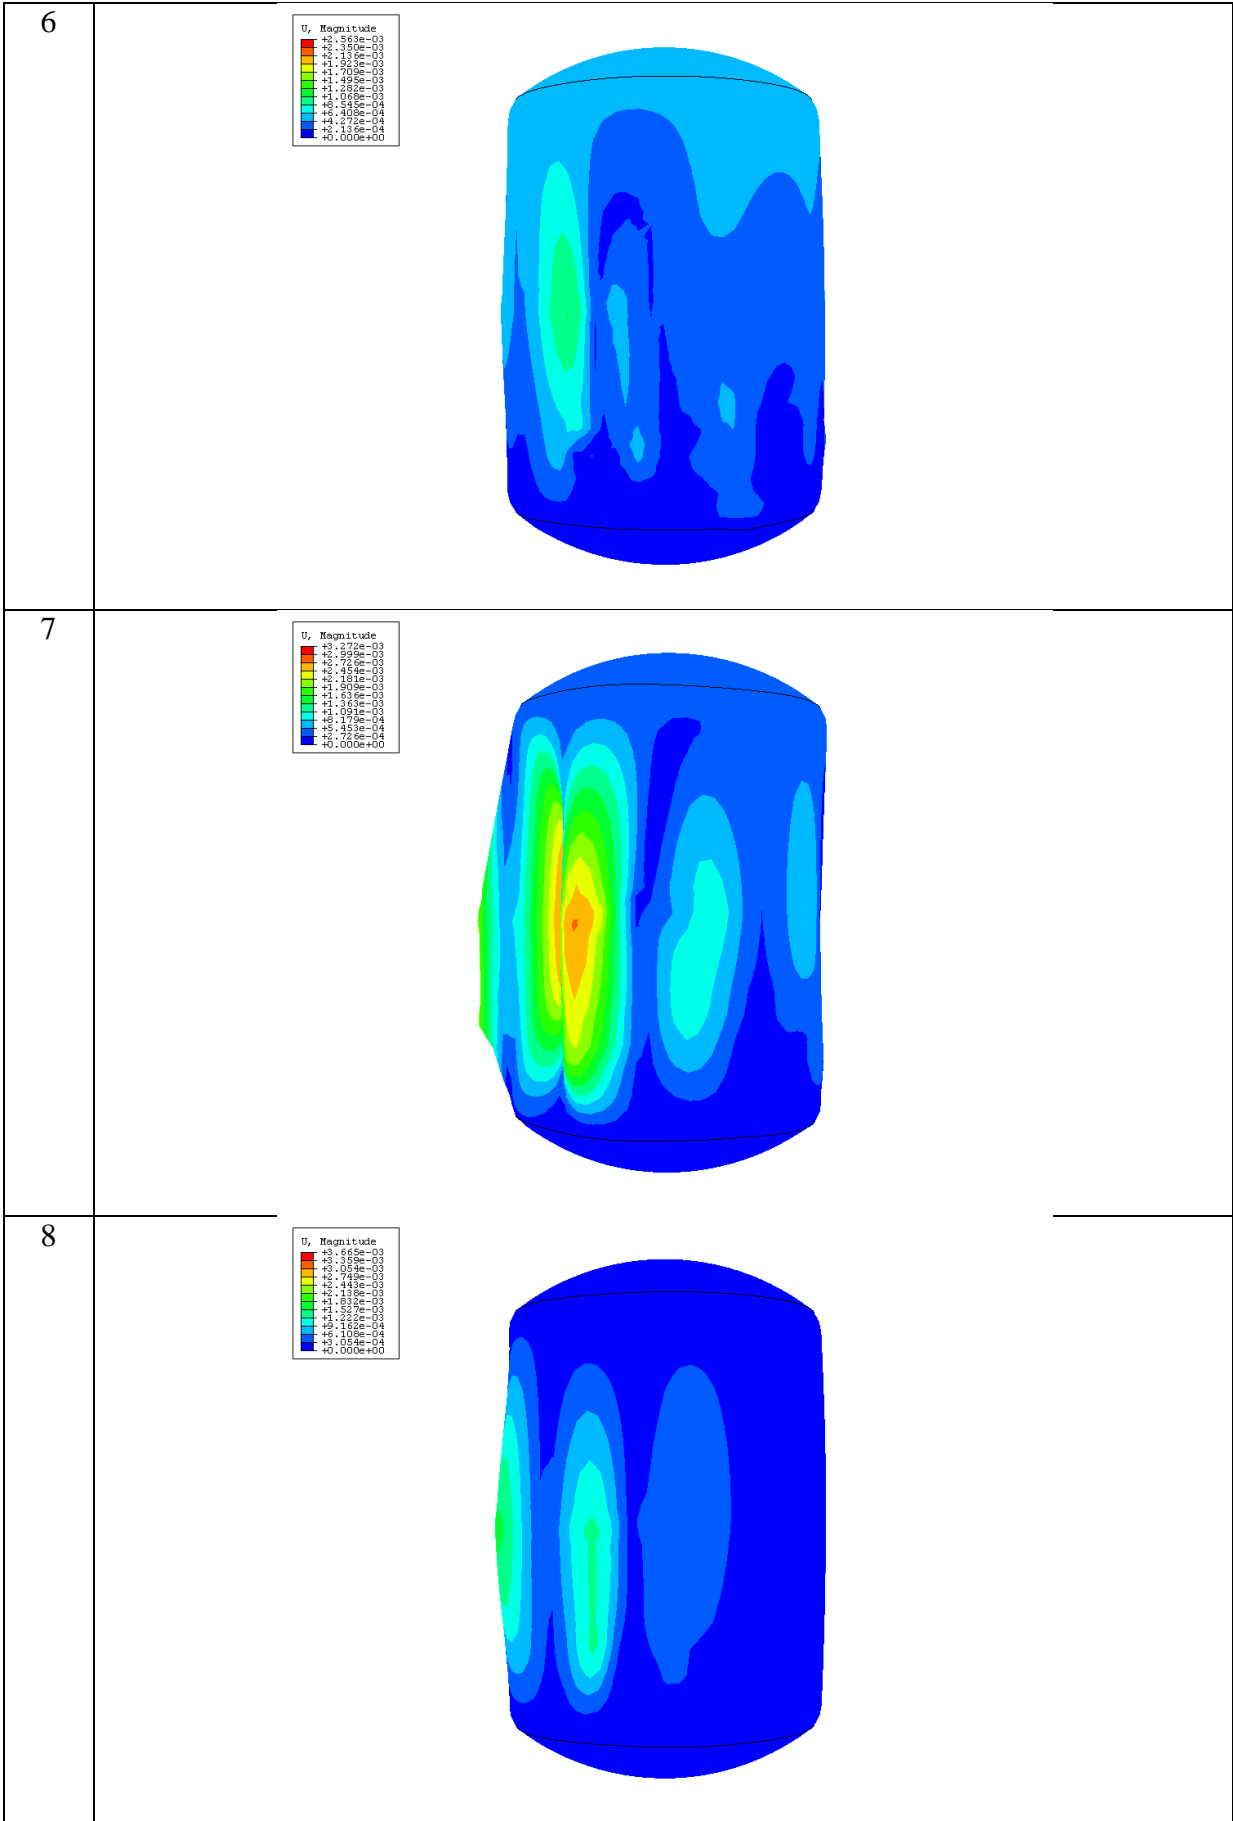 6
U, Magnitude
+2.563e-03
+2.350e-03
+2.136e-03
+1.923e-03
+1.709e-03
+1.495e-03
+1.282e-03
+1.068e-03
+8.545e-04
+6.408e-04
+4.272e-04
+2.136e-04
+0.000e+00
7
U, Magnitude
+3.272e-03
+2.999e-03
+2.726e-03
+2.454e-03
+2.181e-03
+1.909e-03
+1.636e-03
+1.363e-03
+1.091e-03
+8.179e-04
+5.453e-04
+2.726e-04
+0.000e+00
8
U, Magnitude
+3.665e-03
+3.359e-03
+3.054e-03
+2.749e-03
+2.443e-03
+2.138e-03
+1.832e-03
+1.527e-03
+1.222e-03
+9.162e-04
+6.108e-04
+3.054e-04
+0.000e+00